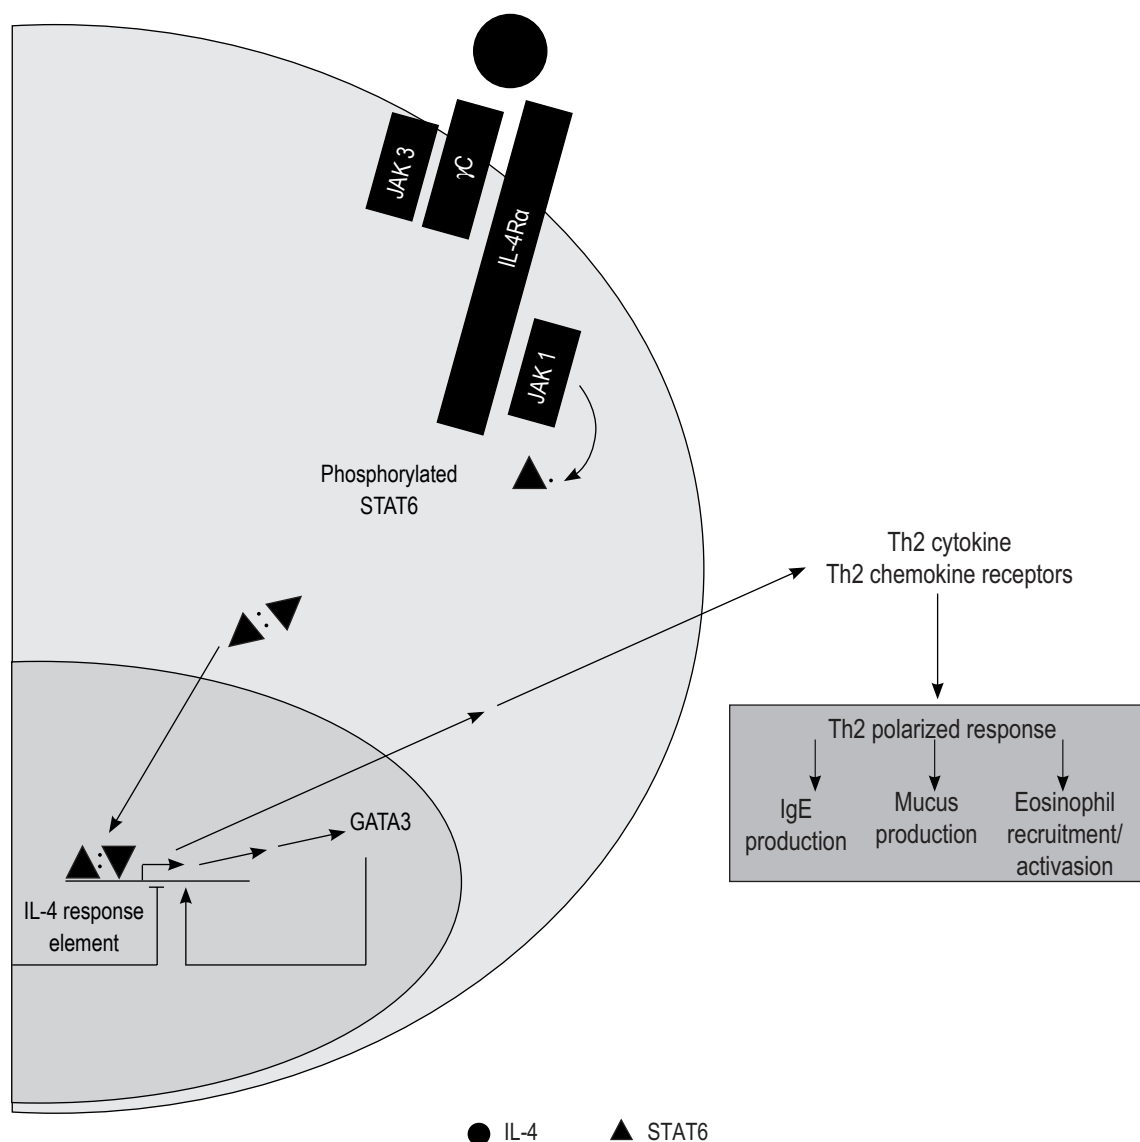 JAK 3
γC
IL-4Rα
JAK 1
Phosphorylated
STAT6
Th2 cytokine
Th2 chemokine receptors
Th2 polarized response
IgE
production
Mucus
production
Eosinophil
recruitment/
activasion
GATA3
IL-4 response
element
IL-4
STAT6